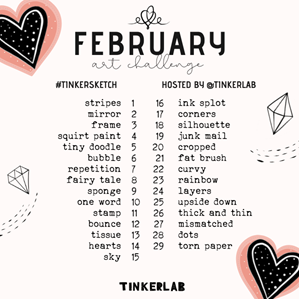 FEBRUARY
art challenge
#TINKERSKETCH HOSTED BY @TINKERLAB
stripes 1 16 ink splot
mirror 2 17 corners
frame 3 18 silhouette
squirt paint 4 19 junk mail
tiny doodle 5 20 cropped
bubble 6 21 fat brush
repetition 7 22 curvy
fairy tale 8 23 rainbow
sponge 9 24 layers
one word 10 25 upside down
stamp 11 26 thick and thin
bounce 12 27 mismatched
tissue 13 28 dots
hearts 14 29 torn paper
sky 15
TINKERLAB